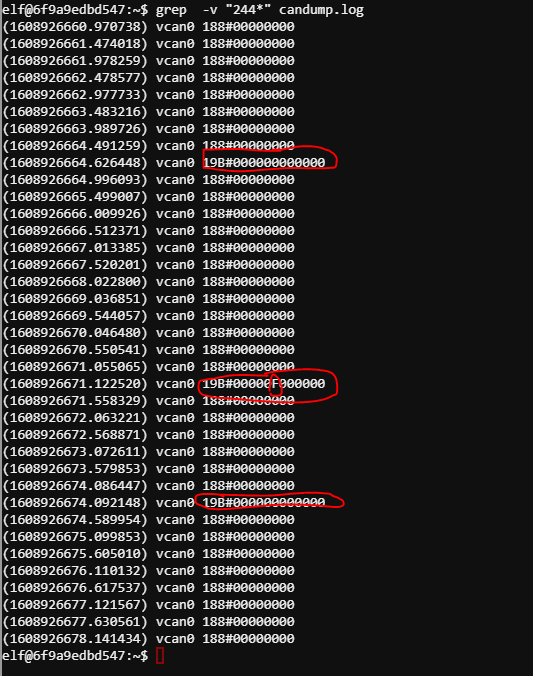 elf@6f9a9edbd547:~$ grep  -v "244*" candump.log
(1608926660.970738) vcan0 188#00000000
(1608926661.474018) vcan0 188#00000000
(1608926661.978259) vcan0 188#00000000
(1608926662.478577) vcan0 188#00000000
(1608926662.977733) vcan0 188#00000000
(1608926663.483216) vcan0 188#00000000
(1608926663.989726) vcan0 188#00000000
(1608926664.491259) vcan0 188#00000000
(1608926664.626448) vcan0 19B#000000000000
(1608926664.996093) vcan0 188#00000000
(1608926665.499007) vcan0 188#00000000
(1608926666.009926) vcan0 188#00000000
(1608926666.512371) vcan0 188#00000000
(1608926667.013385) vcan0 188#00000000
(1608926667.520201) vcan0 188#00000000
(1608926668.022800) vcan0 188#00000000
(1608926669.036851) vcan0 188#00000000
(1608926669.544057) vcan0 188#00000000
(1608926670.046480) vcan0 188#00000000
(1608926670.550541) vcan0 188#00000000
(1608926671.055065) vcan0 188#00000000
(1608926671.122520) vcan0 19B#00000F000000
(1608926671.558329) vcan0 188#00000000
(1608926672.063221) vcan0 188#00000000
(1608926672.568871) vcan0 188#00000000
(1608926673.072611) vcan0 188#00000000
(1608926673.579853) vcan0 188#00000000
(1608926674.086447) vcan0 188#00000000
(1608926674.092148) vcan0 19B#000000000000
(1608926674.589954) vcan0 188#00000000
(1608926675.099853) vcan0 188#00000000
(1608926675.605010) vcan0 188#00000000
(1608926676.110132) vcan0 188#00000000
(1608926676.617537) vcan0 188#00000000
(1608926677.121567) vcan0 188#00000000
(1608926677.630561) vcan0 188#00000000
(1608926678.141434) vcan0 188#00000000
elf@6f9a9edbd547:~$